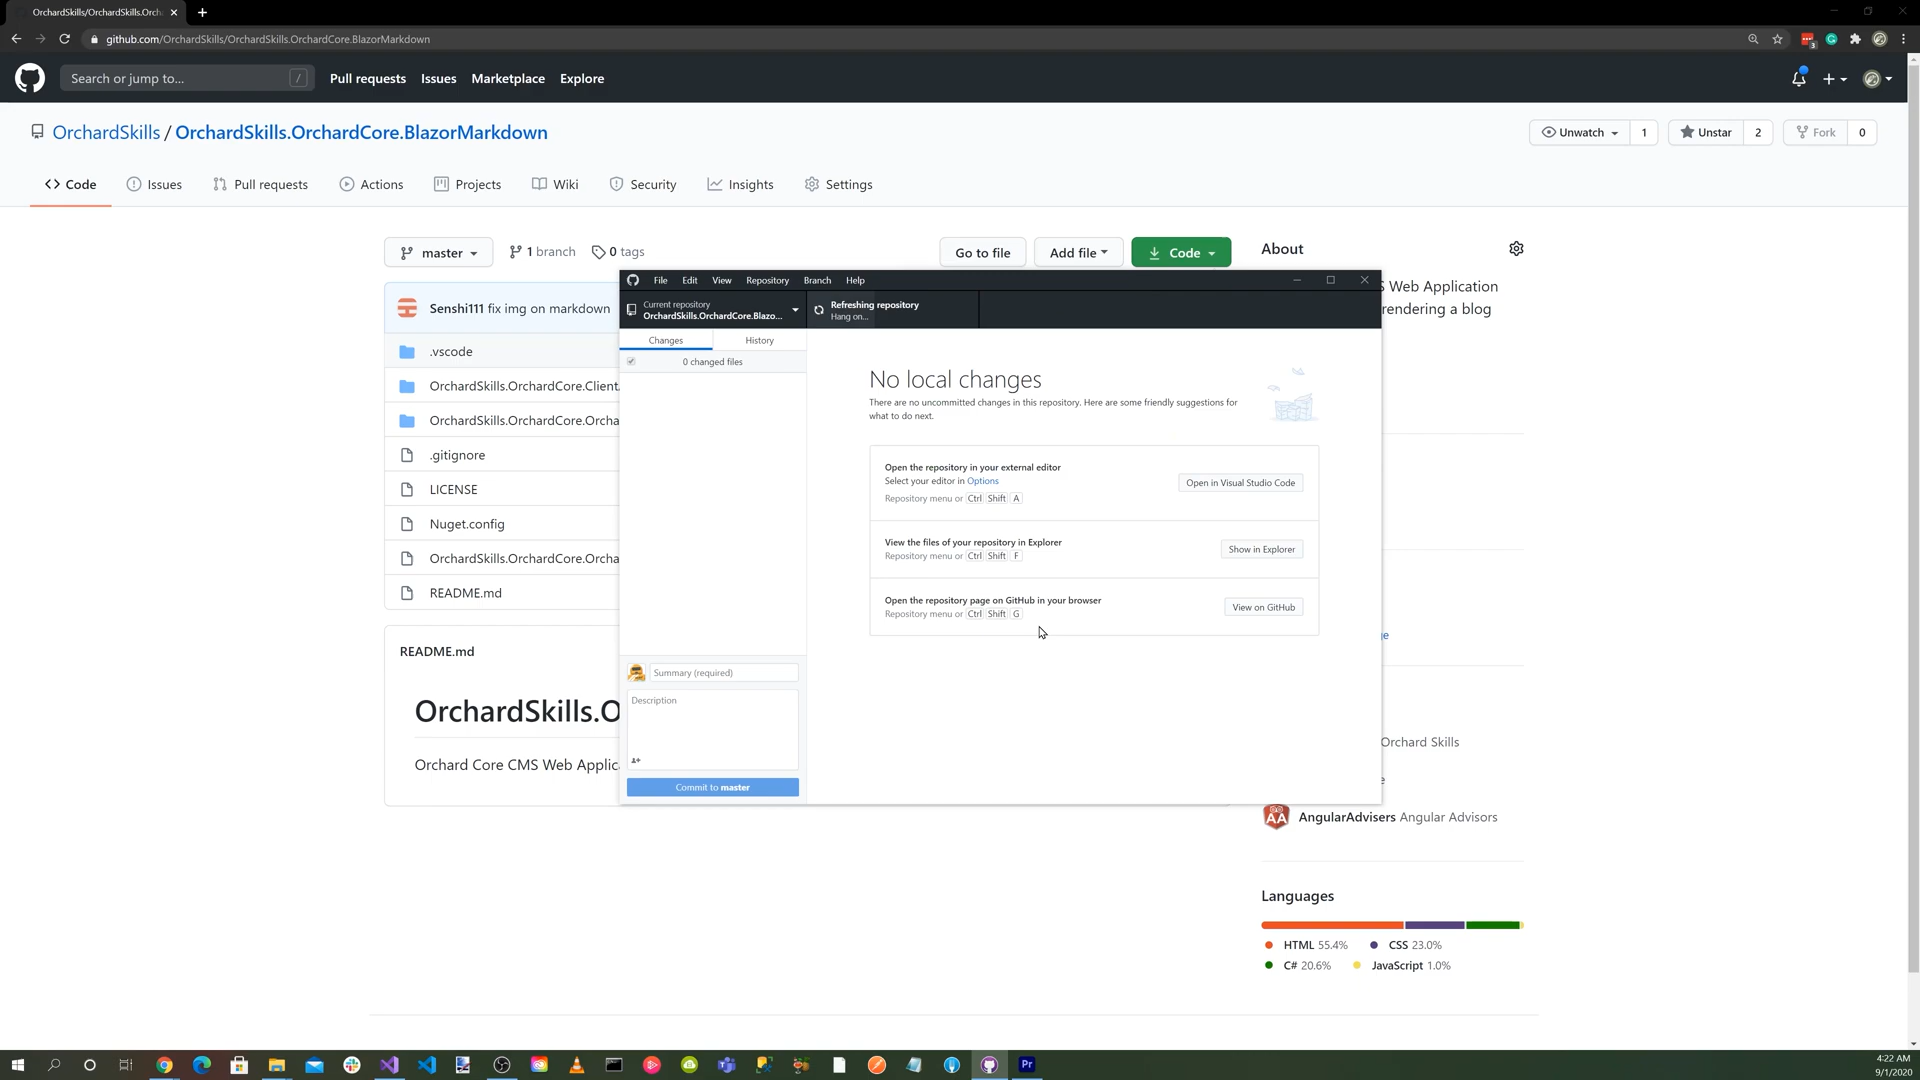 OrchardSkills/OrchardSkills.Orch
github.com/OrchardSkills/OrchardSkills.OrchardCore.BlazorMarkdown
3
Search or jump to...
/
Pull requests
Issues
Marketplace
Explore
OrchardSkills / OrchardSkills.OrchardCore.BlazorMarkdown
Unwatch
1
Unstar
2
Fork
0
Code
Issues
Pull requests
Actions
Projects
Wiki
Security
Insights
Settings
master
1 branch
0 tags
Go to file
Add file
Code
About
Web Application
rendering a blog
Senshi111 fix img on markdown
.vscode
OrchardSkills.OrchardCore.Client
OrchardSkills.OrchardCore.Orcha
.gitignore
LICENSE
Nuget.config
OrchardSkills.OrchardCore.Orcha
README.md
README.md
OrchardSkills.O
Orchard Core CMS Web Applic
File
Edit
View
Repository
Branch
Help
Current repository
OrchardSkills.OrchardCore.Blazo...
Refreshing repository
Hang on...
Changes
History
0 changed files
No local changes
There are no uncommitted changes in this repository. Here are some friendly suggestions for
what to do next.
Open the repository in your external editor
Select your editor in Options
Repository menu or Ctrl Shift A
Open in Visual Studio Code
View the files of your repository in Explorer
Repository menu or Ctrl Shift F
Show in Explorer
Open the repository page on GitHub in your browser
Repository menu or Ctrl Shift G
View on GitHub
Summary (required)
Description
Commit to master
Orchard Skills
AA
AngularAdvisers Angular Advisors
Languages
HTML 55.4%
CSS 23.0%
C# 20.6%
JavaScript 1.0%
Pr
4:22 AM
9/1/2020